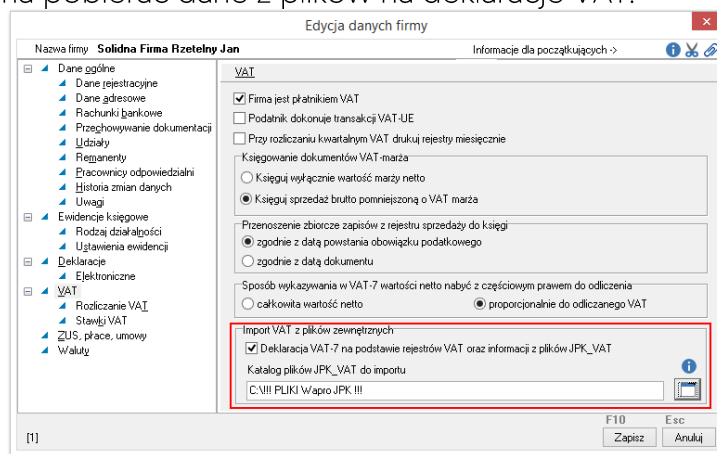 na pobierać dane z plików na deklarację VAT.
Edycja danych firmy
Nazwa firmy Solidna Firma Rzetelny Jan
Informacje dla początkujących ->
Dane ogólne
Dane rejestracyjne
Dane adresowe
Rachunki bankowe
Przechowywanie dokumentacji
Udziały
Remanenty
Pracownicy odpowiedzialni
Historia zmian danych
Uwagi
Ewidencje księgowe
Rodzaj działalności
Ustawienia ewidencji
Deklaracje
Elektroniczne
VAT
Rozliczanie VAT
Stawki VAT
ZUS, płace, umowy
Waluty
VAT
Firma jest płatnikiem VAT
Podatnik dokonuje transakcji VAT-UE
Przy rozliczaniu kwartalnym VAT drukuj rejestry miesięcznie
Księgowanie dokumentów VAT-marża
Księguj wyłącznie wartość marży netto
Księguj sprzedaż brutto pomniejszoną o VAT marża
Przenoszenie zbiorcze zapisów z rejestru sprzedaży do księgi
zgodnie z datą powstania obowiązku podatkowego
zgodnie z datą dokumentu
Sposób wykazywania w VAT-7 wartości netto nabyć z częściowym prawem do odliczenia
całkowita wartość netto
proporcjonalnie do odliczanego VAT
Import VAT z plików zewnętrznych
Deklaracja VAT-7 na podstawie rejestrów VAT oraz informacji z plików JPK_VAT
Katalog plików JPK_VAT do importu
C:\!!! PLIKI Wapro JPK !!!
F10 Esc
[1]
Zapisz Anuluj